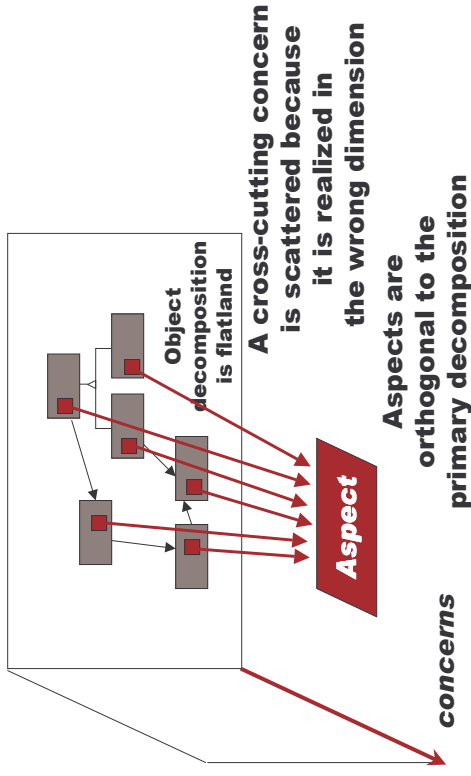 Object
decomposition
is flatland
A cross-cutting concern
is scattered because
it is realized in
the wrong dimension
Aspect
Aspects are
orthogonal to the
primary decomposition
concerns